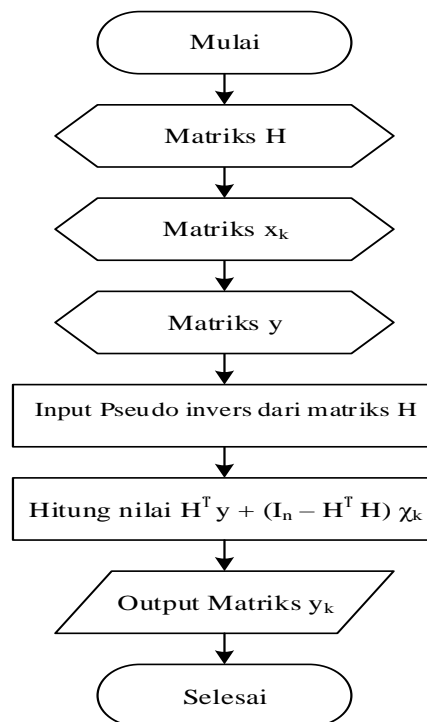 Mulai
Matriks H
Matriks xₖ
Matriks y
Input Pseudo invers dari matriks H
Hitung nilai Hᵀ y + (Iₙ – Hᵀ H) χₖ
Output Matriks yₖ
Selesai